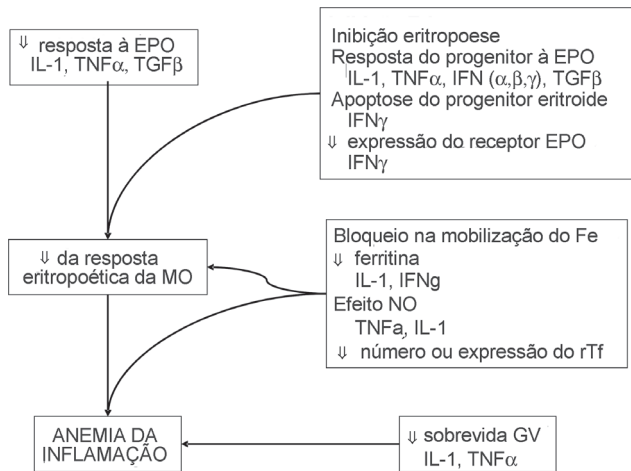 ⇓ resposta à EPO
IL-1, TNFα, TGFβ
Inibição eritropoese
Resposta do progenitor à EPO
IL-1, TNFα, IFN (α,β,γ), TGFβ
Apoptose do progenitor eritroide
IFNγ
⇓ expressão do receptor EPO
IFNγ
⇓ da resposta
eritropoética da MO
Bloqueio na mobilização do Fe
⇓ ferritina
IL-1, IFNg
Efeito NO
TNFa, IL-1
⇓ número ou expressão do rTf
ANEMIA DA
INFLAMAÇÃO
⇓ sobrevida GV
IL-1, TNFα